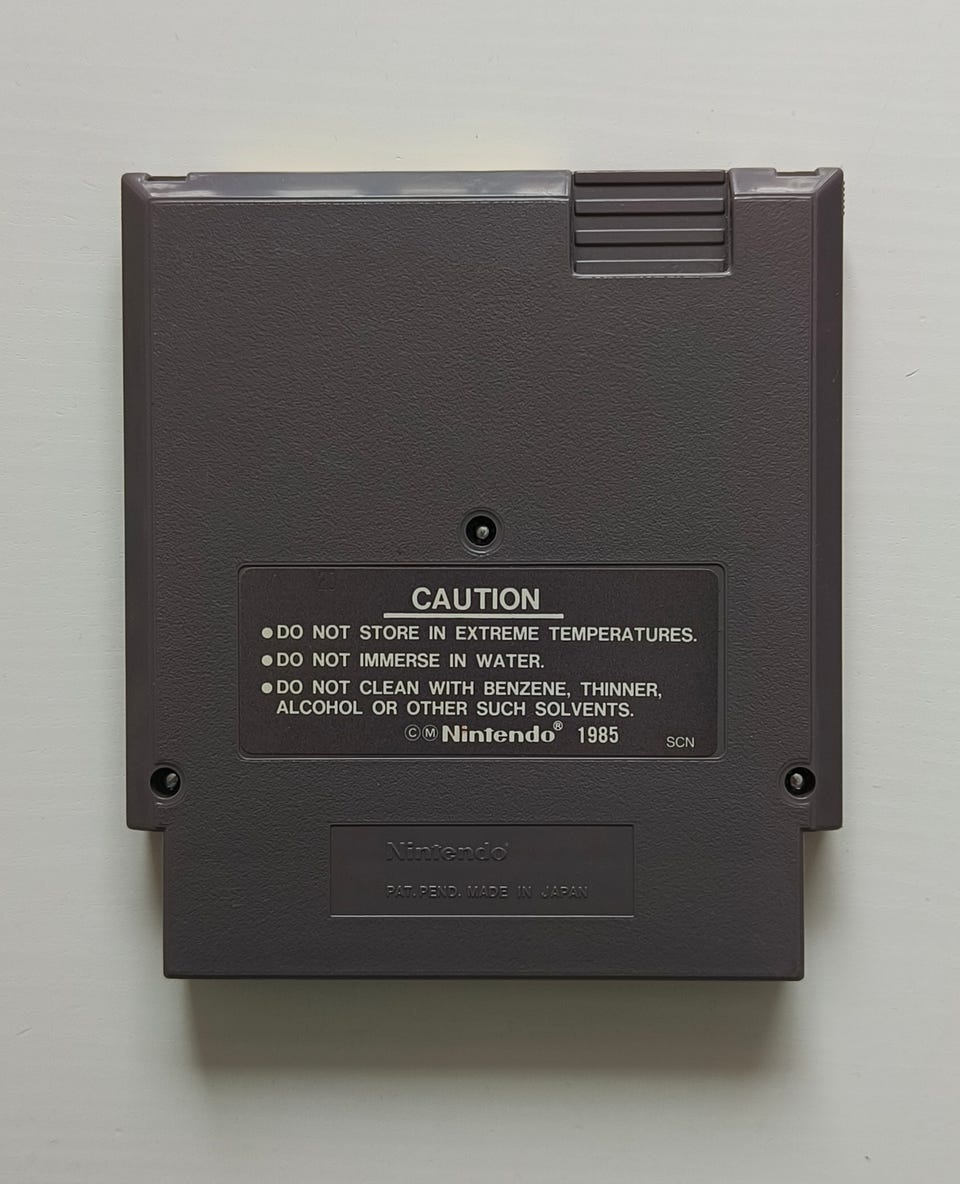 CAUTION
●DO NOT STORE IN EXTREME TEMPERATURES.
●DO NOT IMMERSE IN WATER.
●DO NOT CLEAN WITH BENZENE, THINNER,
ALCOHOL OR OTHER SUCH SOLVENTS.
©Ⓜ Nintendo® 1985 SCN
Nintendo
PAT. PEND. MADE IN JAPAN